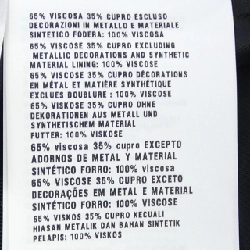 65% VISCOSA 35% CUPRO ESCLUSO
DECORAZIONI IN METALLO E MATERIALE
SINTETICO FODERA: 100% VISCOSA
65% VISCOSE 35% CUPRO EXCLUDING
METALLIC DECORATIONS AND SYNTHETIC
MATERIAL LINING: 100% VISCOSE
65% VISCOSE 35% CUPRO DÉCORATIONS
EN MÉTAL ET MATIÈRE SYNTHÉTIQUE
EXCLUES DOUBLURE : 100% VISCOSE
65% VISKOSE 35% CUPRO OHNE
DEKORATIONEN AUS METALL UND
SYNTHETISCHEM MATERIAL
FUTTER: 100% VISKOSE
65% viscosa 35% cupro EXCEPTO
ADORNOS DE METAL Y MATERIAL
SINTÉTICO FORRO: 100% viscosa
65% VISCOSE 35% CUPRO EXCETO
DECORAÇÕES EM METAL E MATERIAL
SINTÉTICO FORRO: 100% VISCOSE
65% VISKOS 35% CUPRO KECUALI
HIASAN METALIK DAN BAHAN SINTETIK
PELAPIS: 100% VISKOS